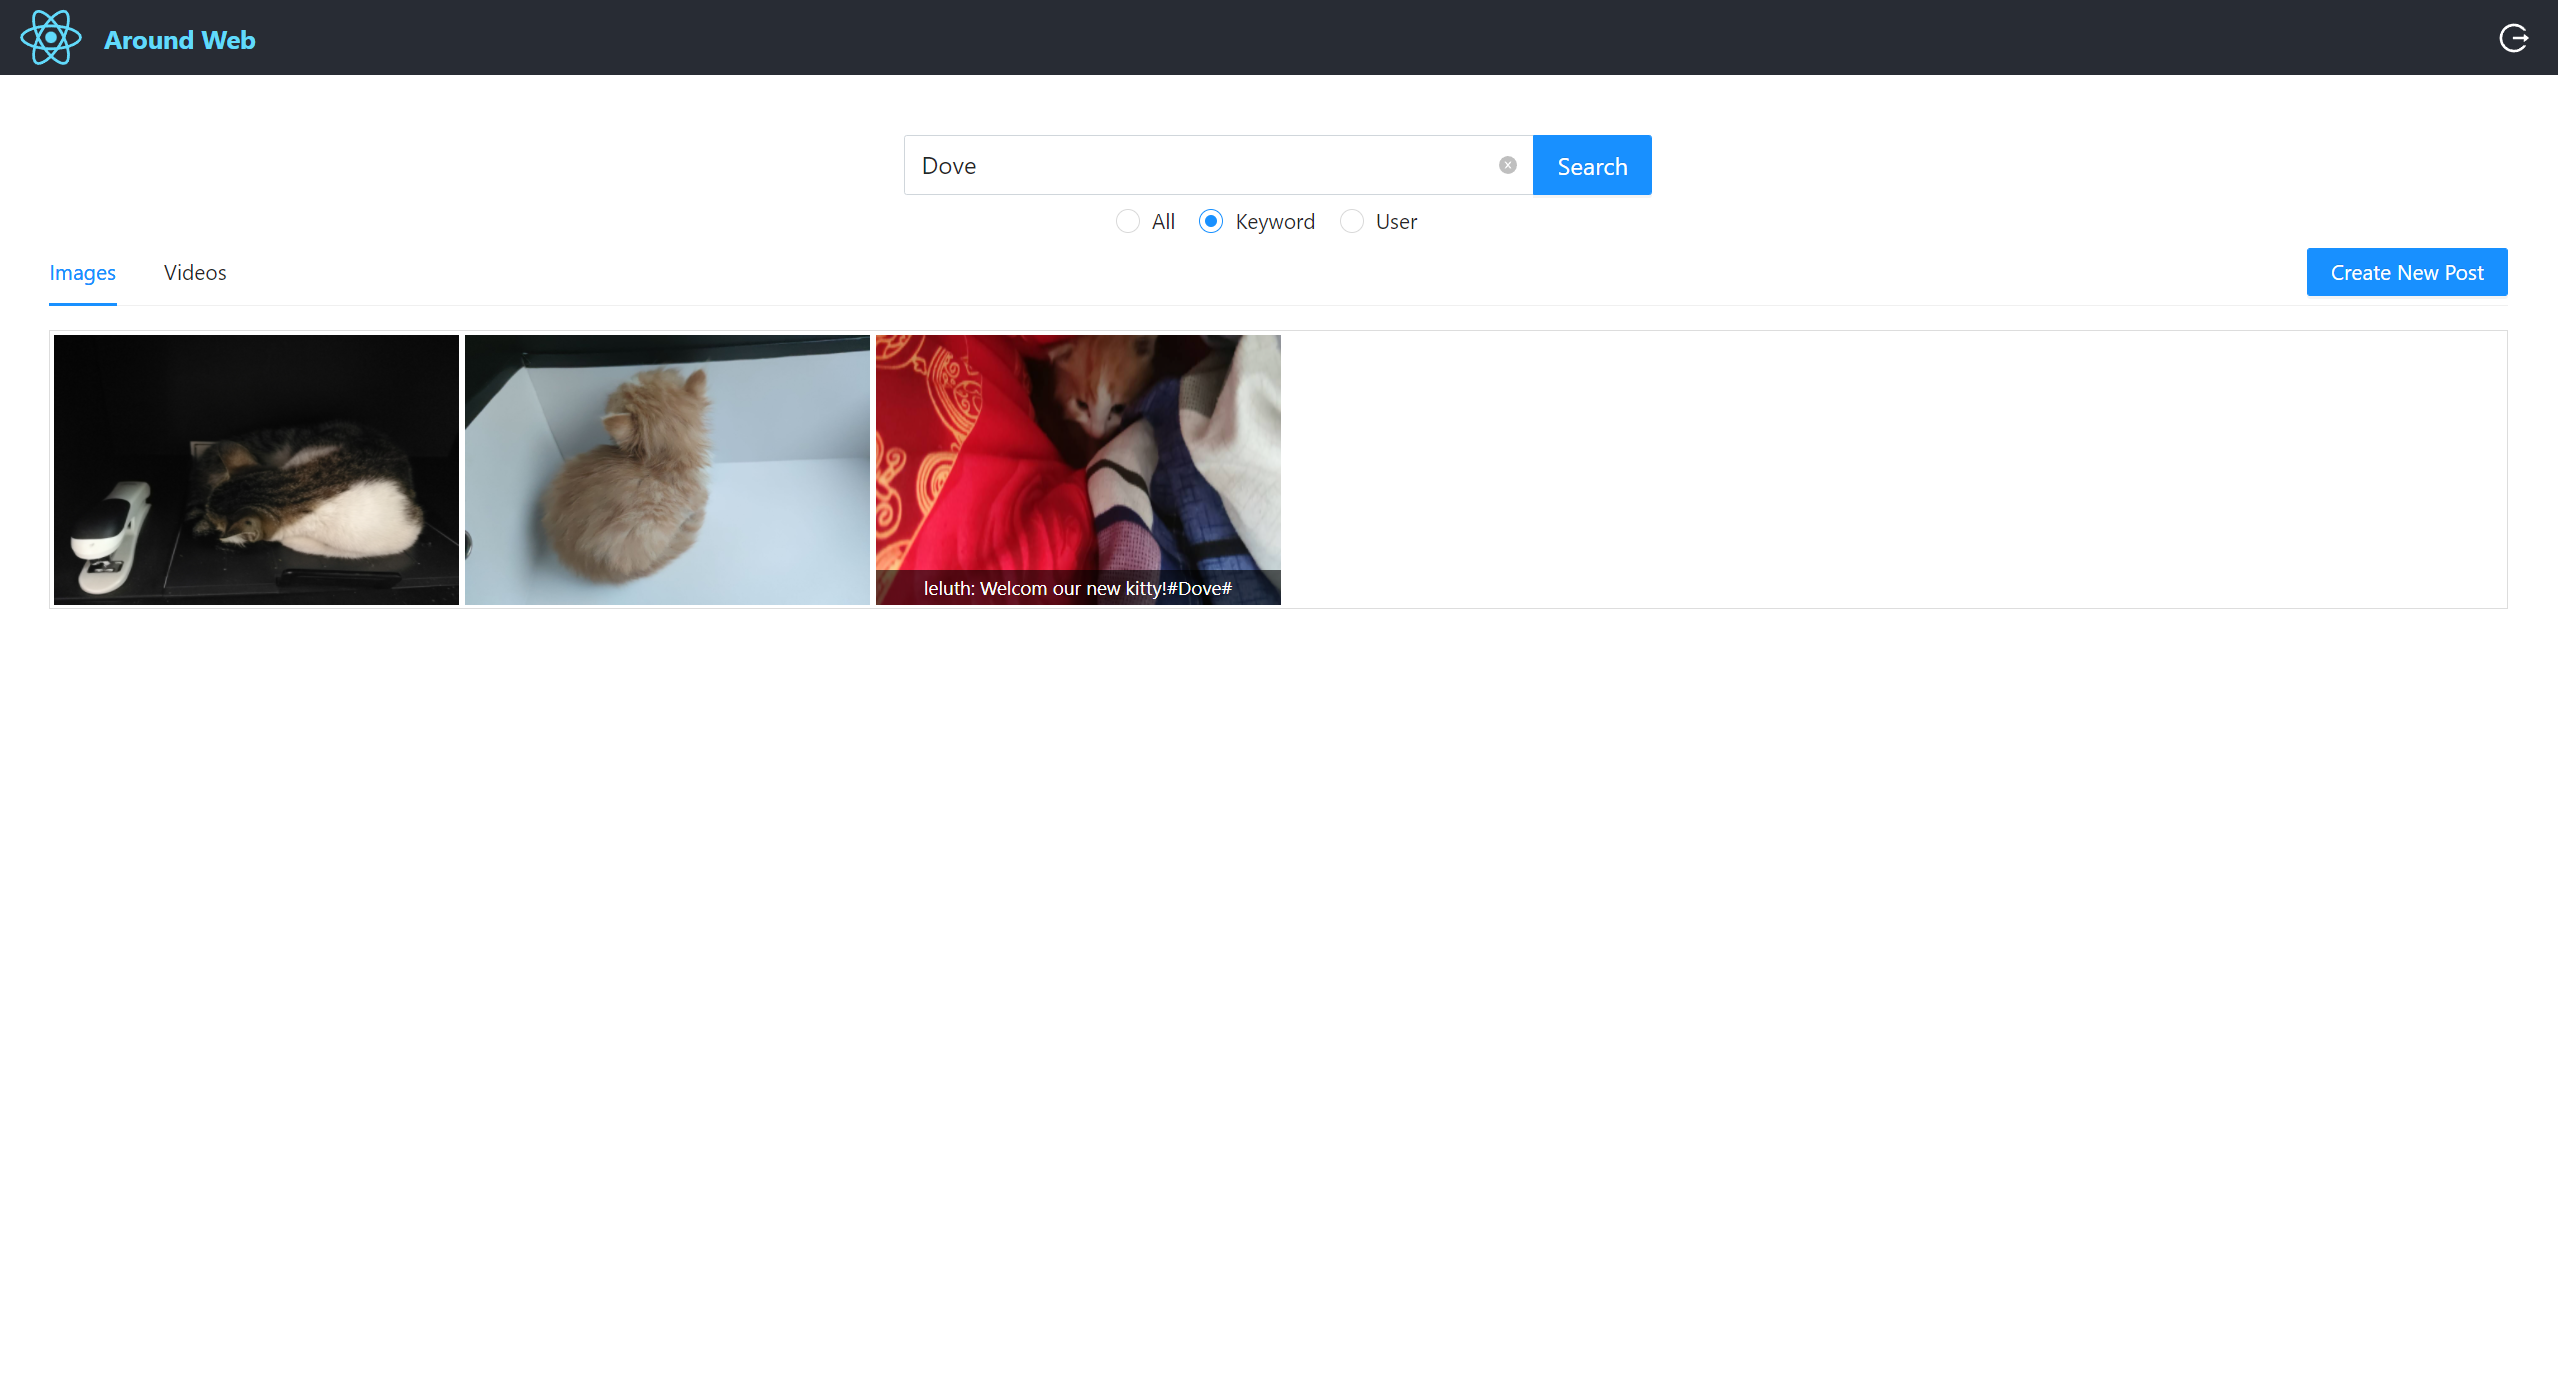 Around Web
Dove
Search
All Keyword User
Images Videos Create New Post
leluth: Welcom our new kitty!#Dove#